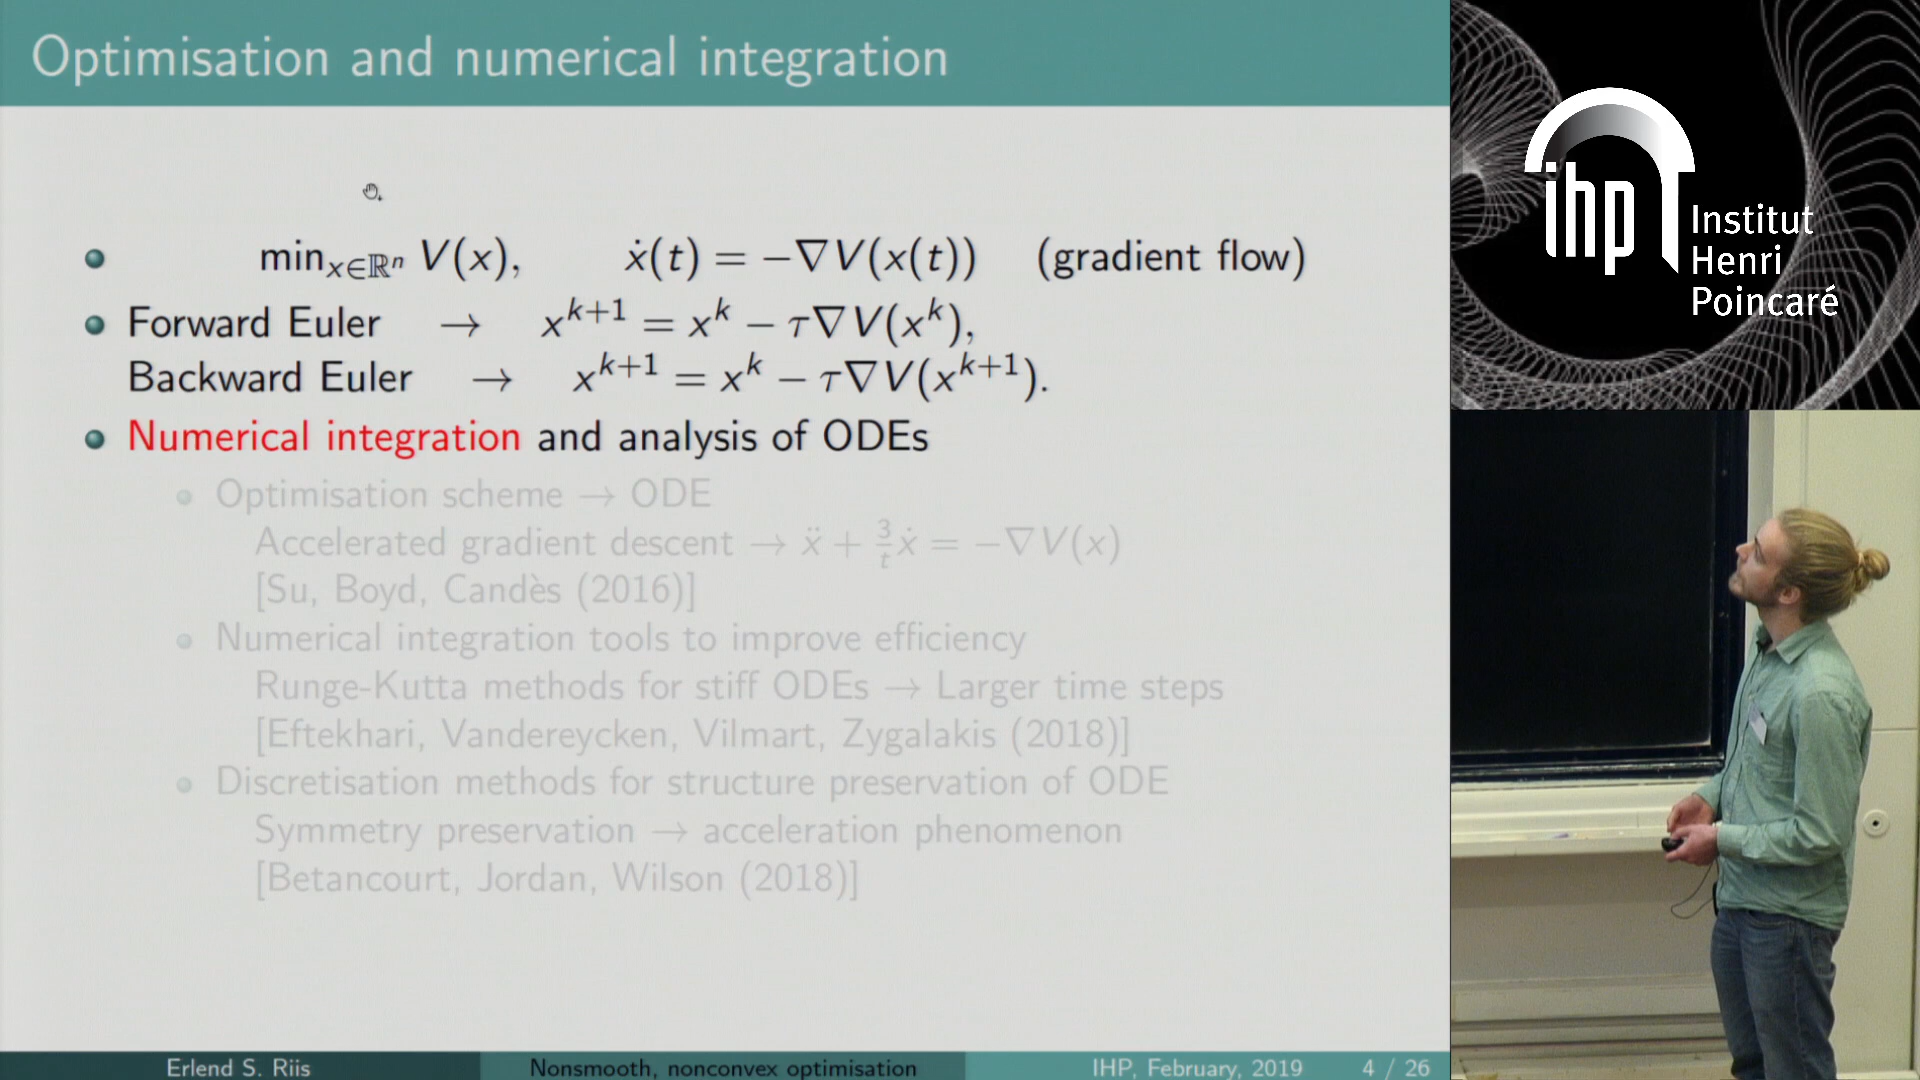 Optimisation and numerical integration
min_{x∈ℝⁿ} V(x), ẋ(t) = −∇V(x(t)) (gradient flow)
Forward Euler → x^{k+1} = x^k − τ∇V(x^k),
Backward Euler → x^{k+1} = x^k − τ∇V(x^{k+1}).
Numerical integration and analysis of ODEs
Optimisation scheme → ODE
Accelerated gradient descent → ẍ + 3/t ẋ = −∇V(x)
[Su, Boyd, Candès (2016)]
Numerical integration tools to improve efficiency
Runge-Kutta methods for stiff ODEs → Larger time steps
[Eftekhari, Vandereycken, Vilmart, Zygalakis (2018)]
Discretisation methods for structure preservation of ODE
Symmetry preservation → acceleration phenomenon
[Betancourt, Jordan, Wilson (2018)]
Erlend S. Riis
Nonsmooth, nonconvex optimisation
IHP, February, 2019
4 / 26
ihp
Institut
Henri
Poincaré